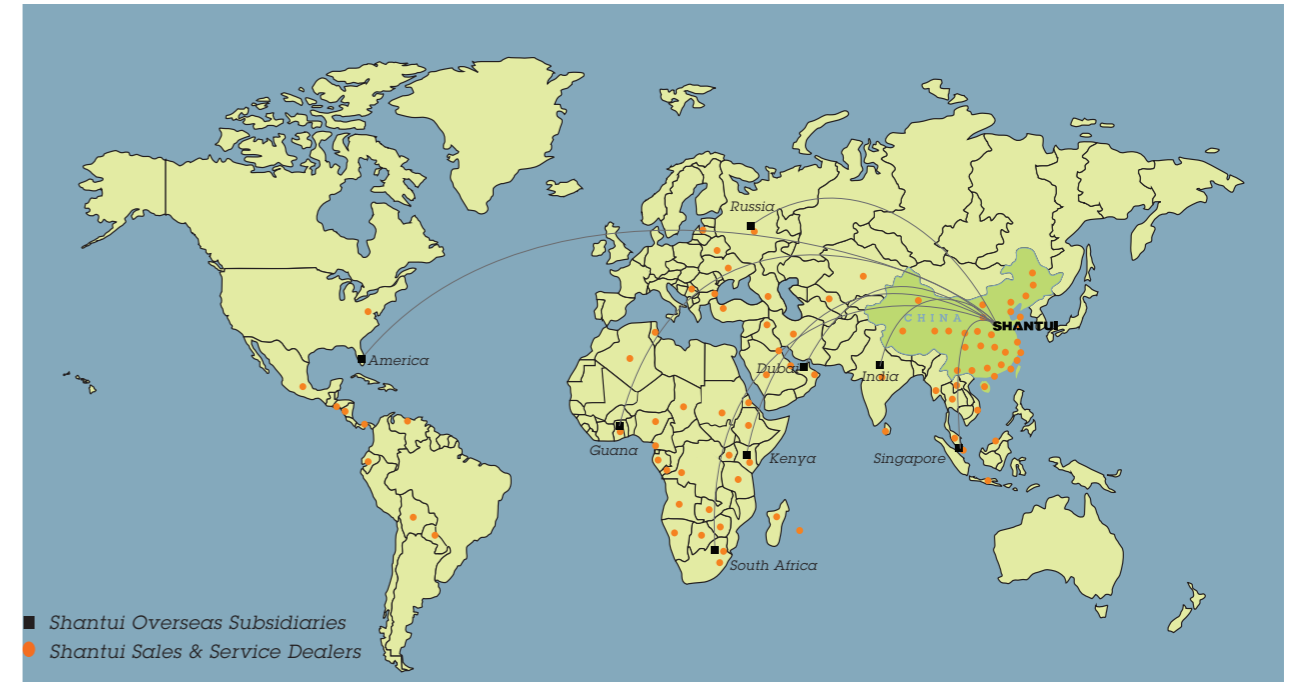 Russia
CHINA
SHANTUI
America
Dubai
India
Guana
Kenya
Singapore
South Africa
Shantui Overseas Subsidiaries
Shantui Sales & Service Dealers